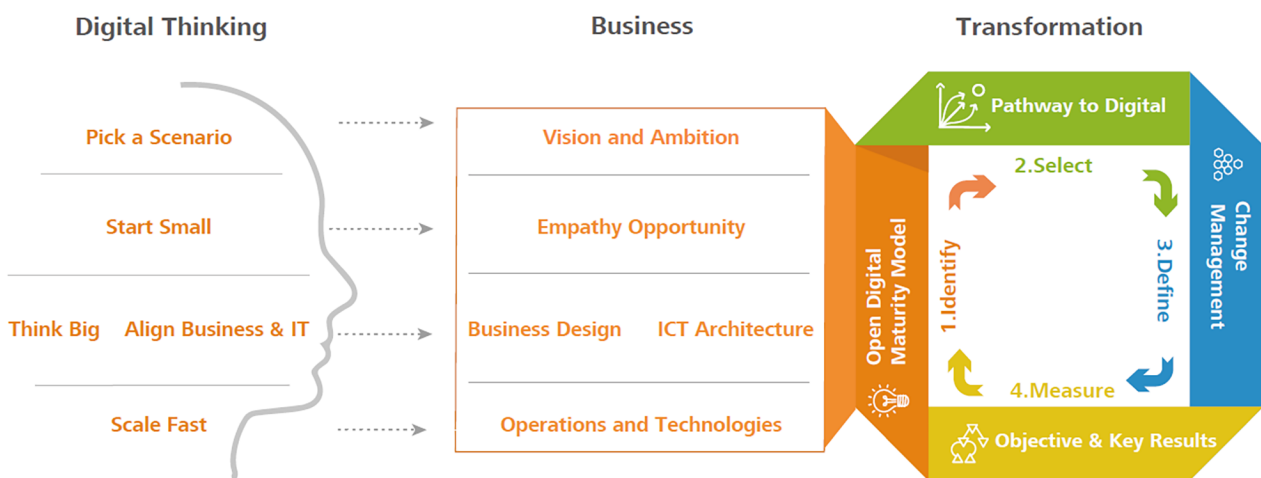 Digital Thinking
Business
Transformation
Pick a Scenario
Start Small
Think Big
Align Business & IT
Scale Fast
Vision and Ambition
Empathy Opportunity
Business Design
ICT Architecture
Operations and Technologies
Open Digital
Maturity Model
Pathway to Digital
Change
Management
Objective & Key Results
1.Identify
2.Select
3.Define
4.Measure